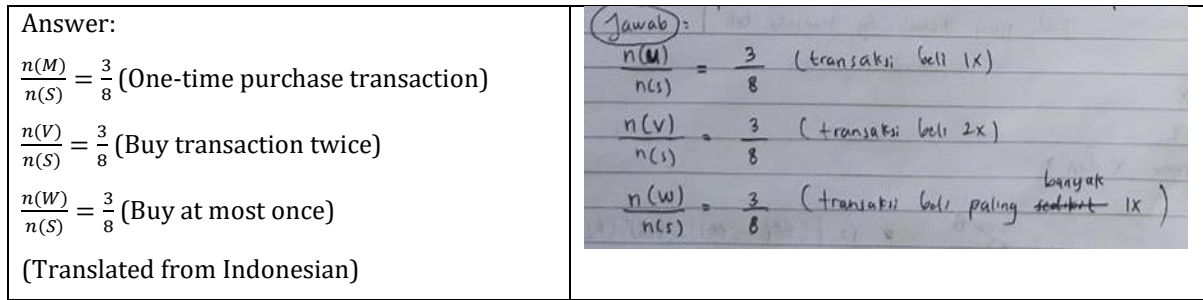 Answer:
n(M)/n(S) = 3/8 (One-time purchase transaction)
n(V)/n(S) = 3/8 (Buy transaction twice)
n(W)/n(S) = 3/8 (Buy at most once)
(Translated from Indonesian)
Jawab :
n(M)/n(s) = 3/8 (transaksi beli 1x)
n(v)/n(s) = 3/8 (transaksi beli 2x)
banyak
n(w)/n(s) = 3/8 (transaksi beli paling sedikit 1x)